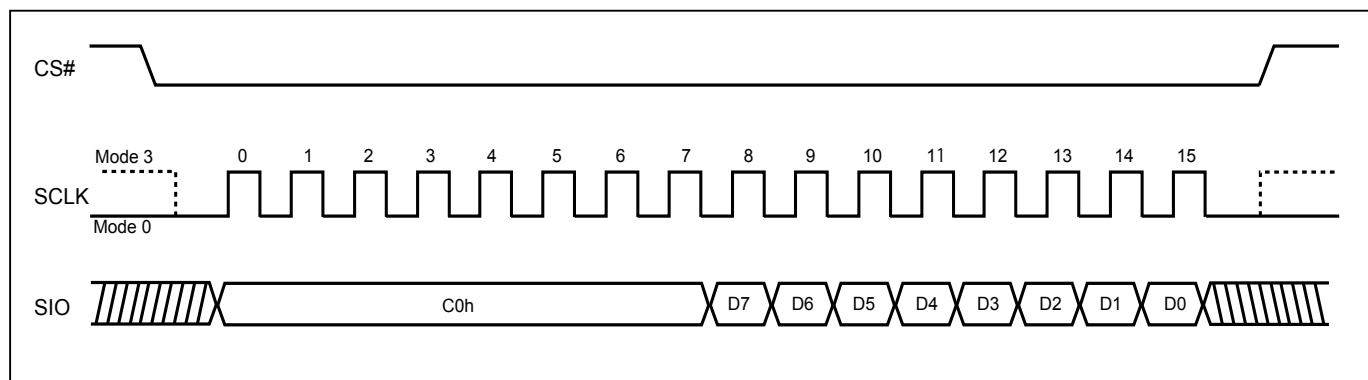 CS#
Mode 3 0 1 2 3 4 5 6 7 8 9 10 11 12 13 14 15
SCLK
Mode 0
SIO C0h D7 D6 D5 D4 D3 D2 D1 D0